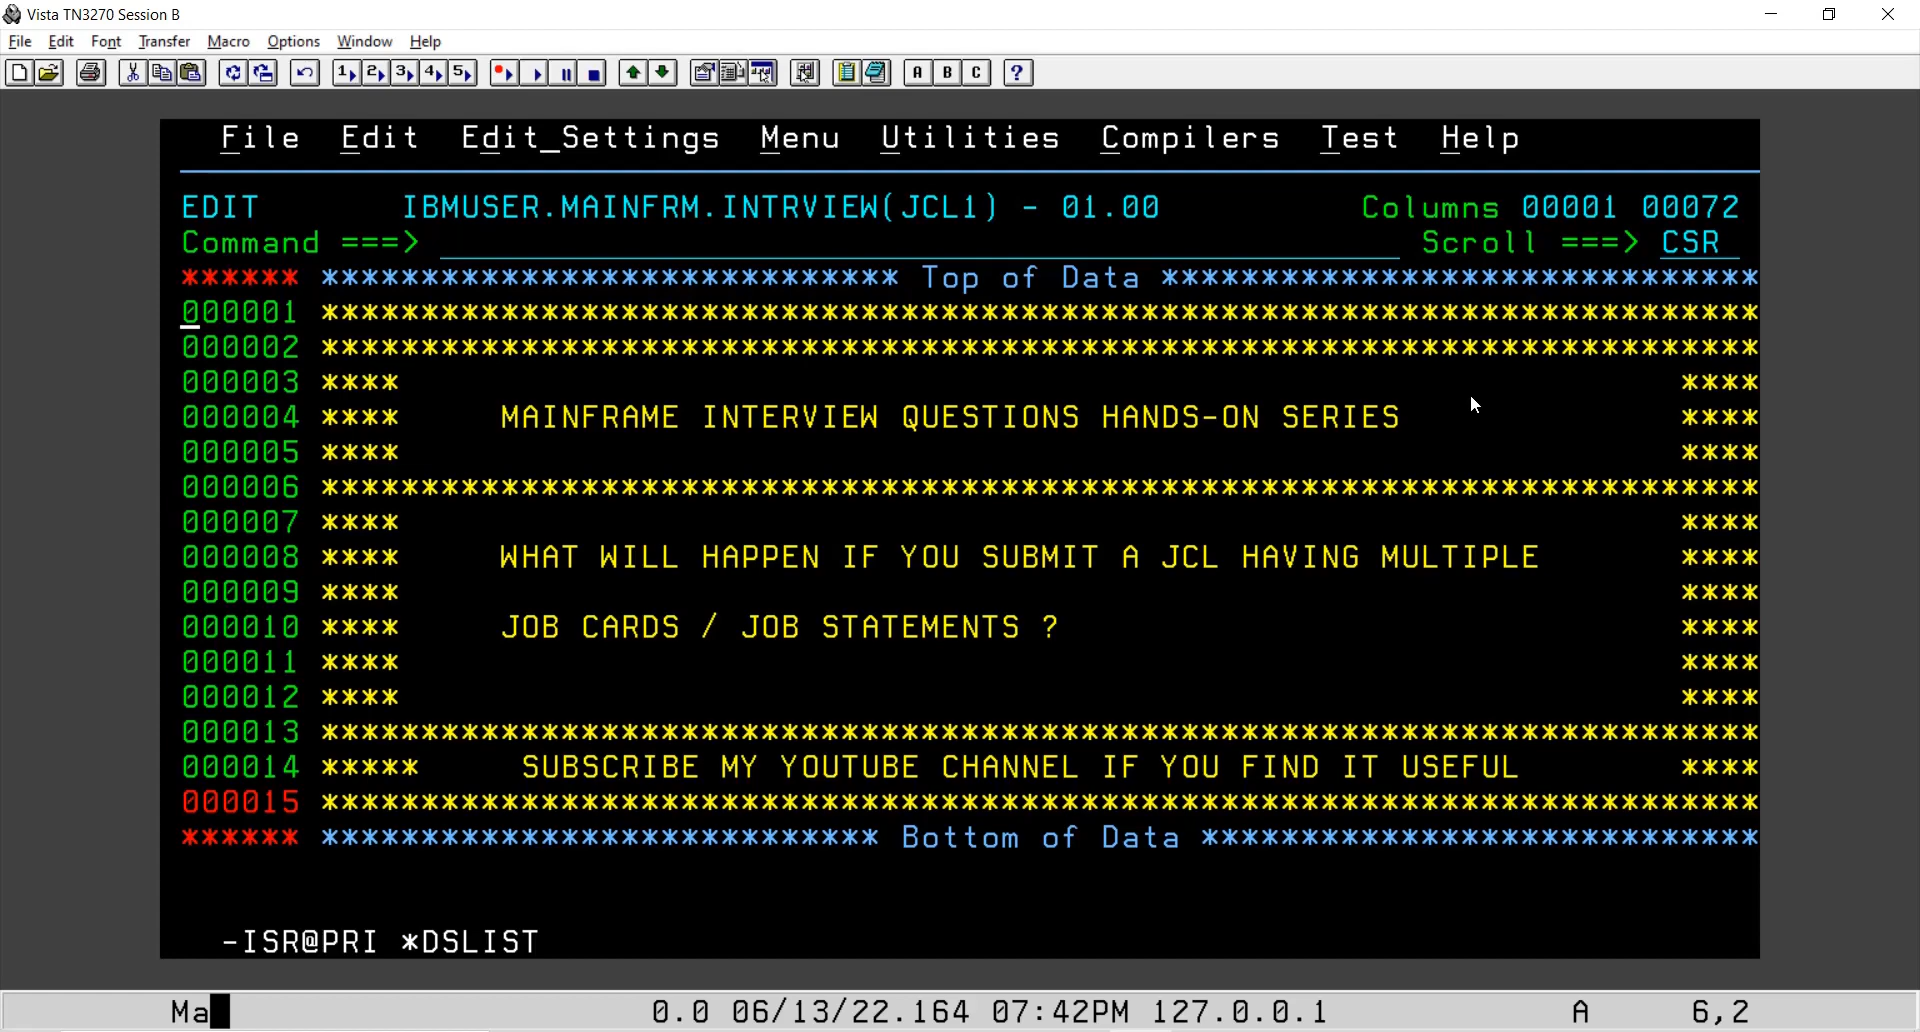 Vista TN3270 Session B
File Edit Font Transfer Macro Options Window Help
1 2 3 4 5 A B C ?
File Edit Edit_Settings Menu Utilities Compilers Test Help
EDIT IBMUSER.MAINFRM.INTRVIEW(JCL1) - 01.00 Columns 00001 00072
Command ===> Scroll ===> CSR
****** ***************************** Top of Data ******************************
000001 ************************************************************************
000002 ************************************************************************
000003 **** ****
000004 **** MAINFRAME INTERVIEW QUESTIONS HANDS-ON SERIES ****
000005 **** ****
000006 ************************************************************************
000007 **** ****
000008 **** WHAT WILL HAPPEN IF YOU SUBMIT A JCL HAVING MULTIPLE ****
000009 **** ****
000010 **** JOB CARDS / JOB STATEMENTS ? ****
000011 **** ****
000012 **** ****
000013 ************************************************************************
000014 ***** SUBSCRIBE MY YOUTUBE CHANNEL IF YOU FIND IT USEFUL ****
000015 ************************************************************************
****** **************************** Bottom of Data ****************************
-ISR@PRI *DSLIST
Ma 0.0 06/13/22.164 07:42PM 127.0.0.1 A 6,2